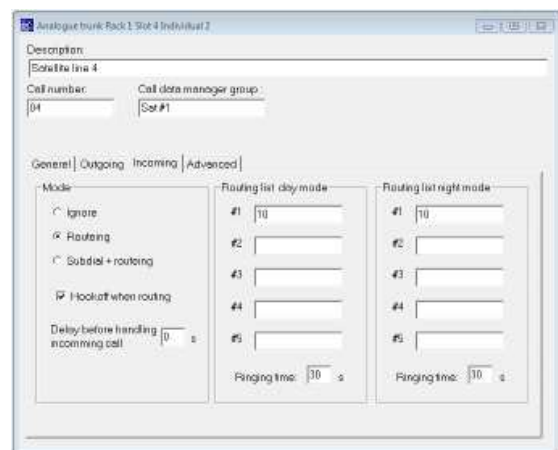 Analogue trunk Rack 1 Slot 4 Individual 2
Description:
Satellite line 4
Call number:
Call data manager group :
04
Sat #1
General
Outgoing
Incoming
Advanced
Mode
Ignore
Routeing
Subdial + routeing
Hookoff when routing
Delay before handling
incomming call
0
s
Routing list day mode
#1
10
#2
#3
#4
#5
Ringing time:
30
s
Routing list night mode
#1
10
#2
#3
#4
#5
Ringing time:
30
s